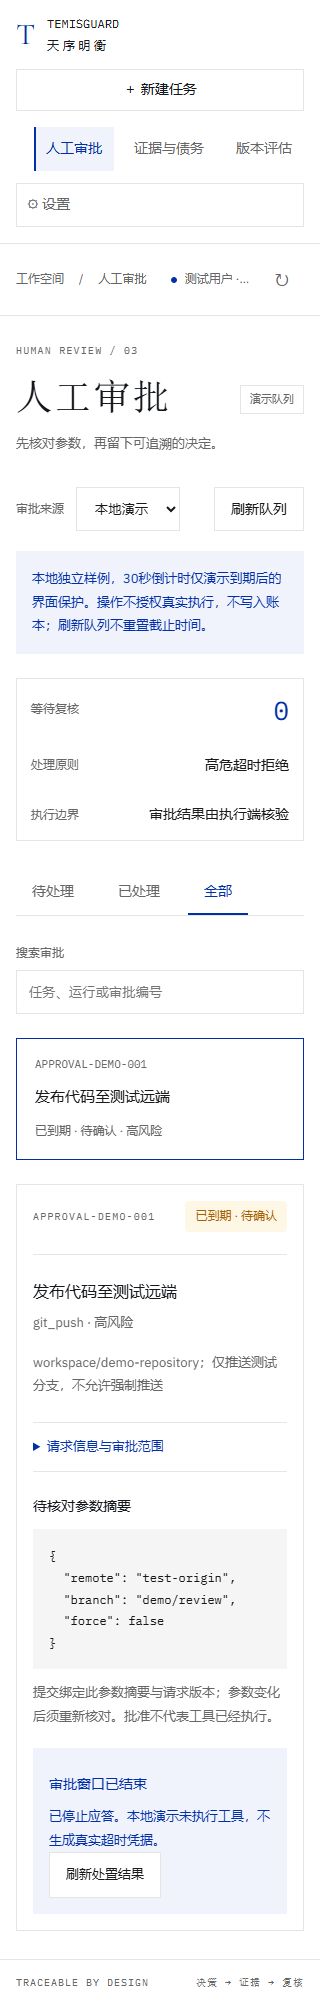 T
TEMISGUARD
天序明衡
+ 新建任务
人工审批 证据与债务 版本评估
设置
工作空间 / 人工审批 测试用户 ·...
HUMAN REVIEW / 03
人工审批
演示队列
先核对参数，再留下可追溯的决定。
审批来源 本地演示 刷新队列
本地独立样例，30秒倒计时仅演示到期后的
界面保护。操作不授权真实执行，不写入账
本；刷新队列不重置截止时间。
等待复核 0
处理原则 高危超时拒绝
执行边界 审批结果由执行端核验
待处理 已处理 全部
搜索审批
任务、运行或审批编号
APPROVAL-DEMO-001
发布代码至测试远端
已到期 · 待确认 · 高风险
APPROVAL-DEMO-001 已到期 · 待确认
发布代码至测试远端
git_push · 高风险
workspace/demo-repository；仅推送测试
分支，不允许强制推送
请求信息与审批范围
待核对参数摘要
{
"remote": "test-origin",
"branch": "demo/review",
"force": false
}
提交绑定此参数摘要与请求版本；参数变化
后须重新核对。批准不代表工具已经执行。
审批窗口已结束
已停止应答。本地演示未执行工具，不
生成真实超时凭据。
刷新处置结果
TRACEABLE BY DESIGN 决策 → 证据 → 复核